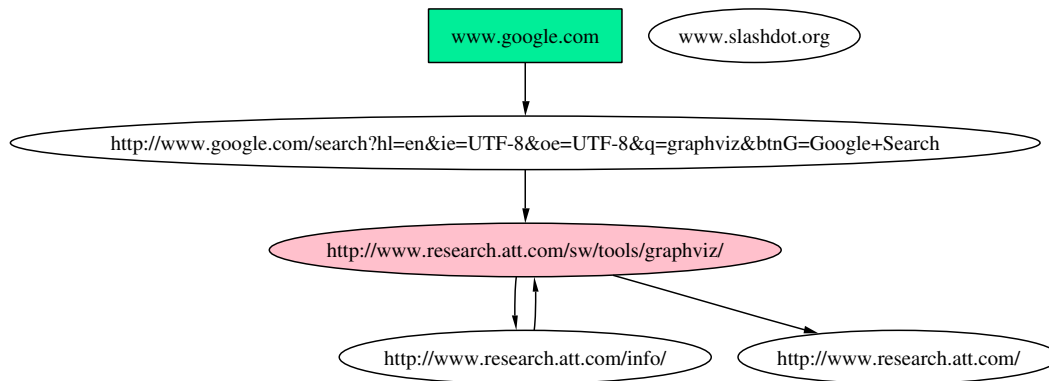 www.google.com
www.slashdot.org
http://www.google.com/search?hl=en&ie=UTF-8&oe=UTF-8&q=graphviz&btnG=Google+Search
http://www.research.att.com/sw/tools/graphviz/
http://www.research.att.com/info/
http://www.research.att.com/